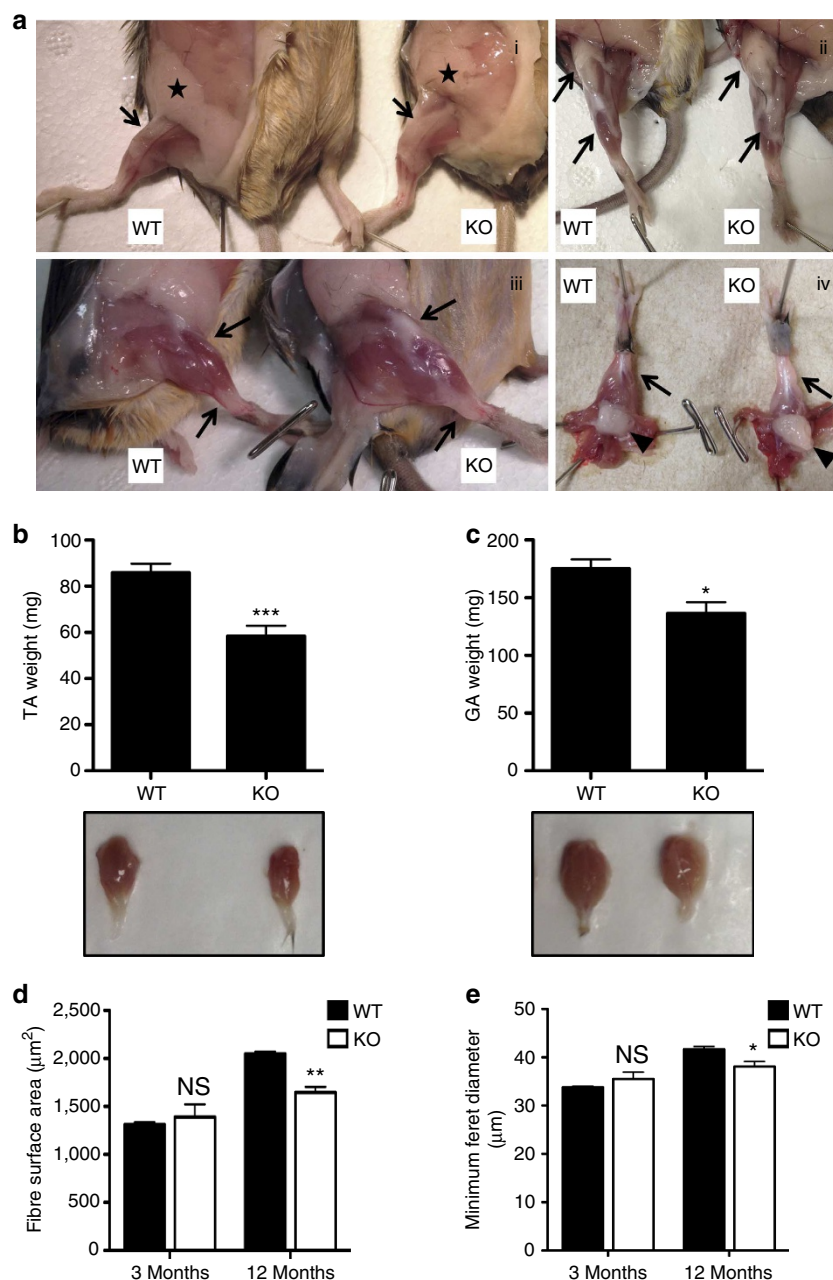 a
i
WT
KO
ii
WT
KO
iii
WT
KO
iv
WT
KO
b
TA weight (mg)
100
80
60
40
20
0
***
WT
KO
c
GA weight (mg)
200
150
100
50
0
*
WT
KO
d
Fibre surface area (μm²)
2,500
2,000
1,500
1,000
500
0
WT
KO
NS
**
3 Months
12 Months
e
Minimum feret diameter
(μm)
50
40
30
20
10
0
WT
KO
NS
*
3 Months
12 Months